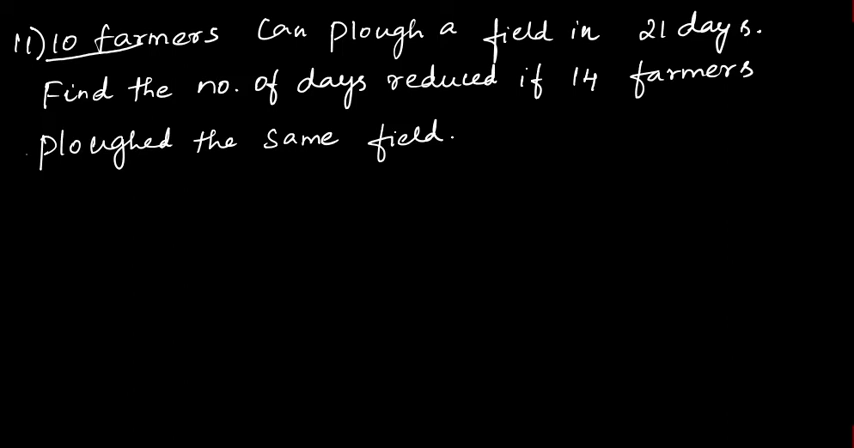 11) 10 farmers can plough a field in 21 days.
Find the no. of days reduced if 14 farmers
ploughed the same field.